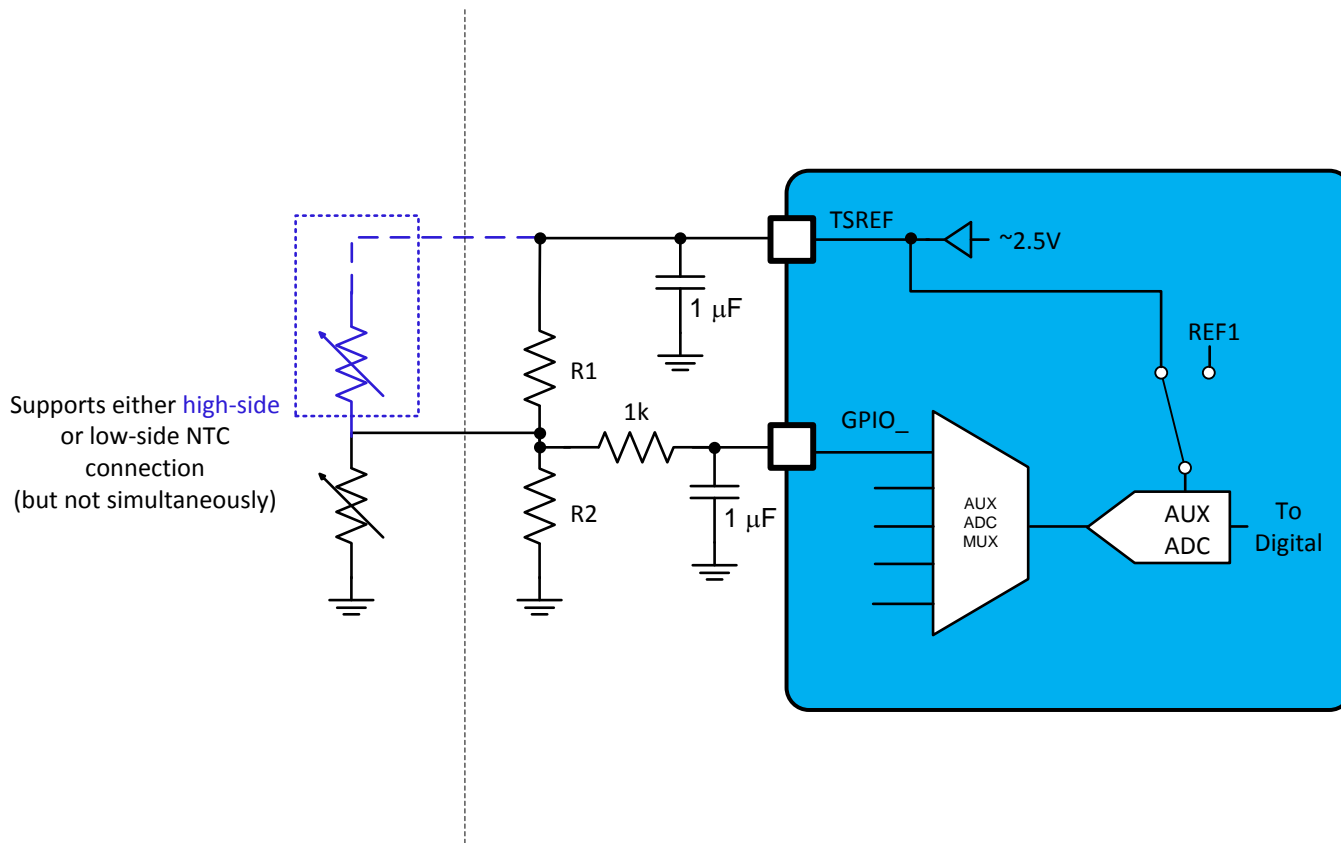 TSREF
~2.5V
1 μF
REF1
R1
Supports either high-side
or low-side NTC
connection
(but not simultaneously)
1k
GPIO_
R2
1 μF
AUX
ADC
MUX
AUX
ADC
To
Digital